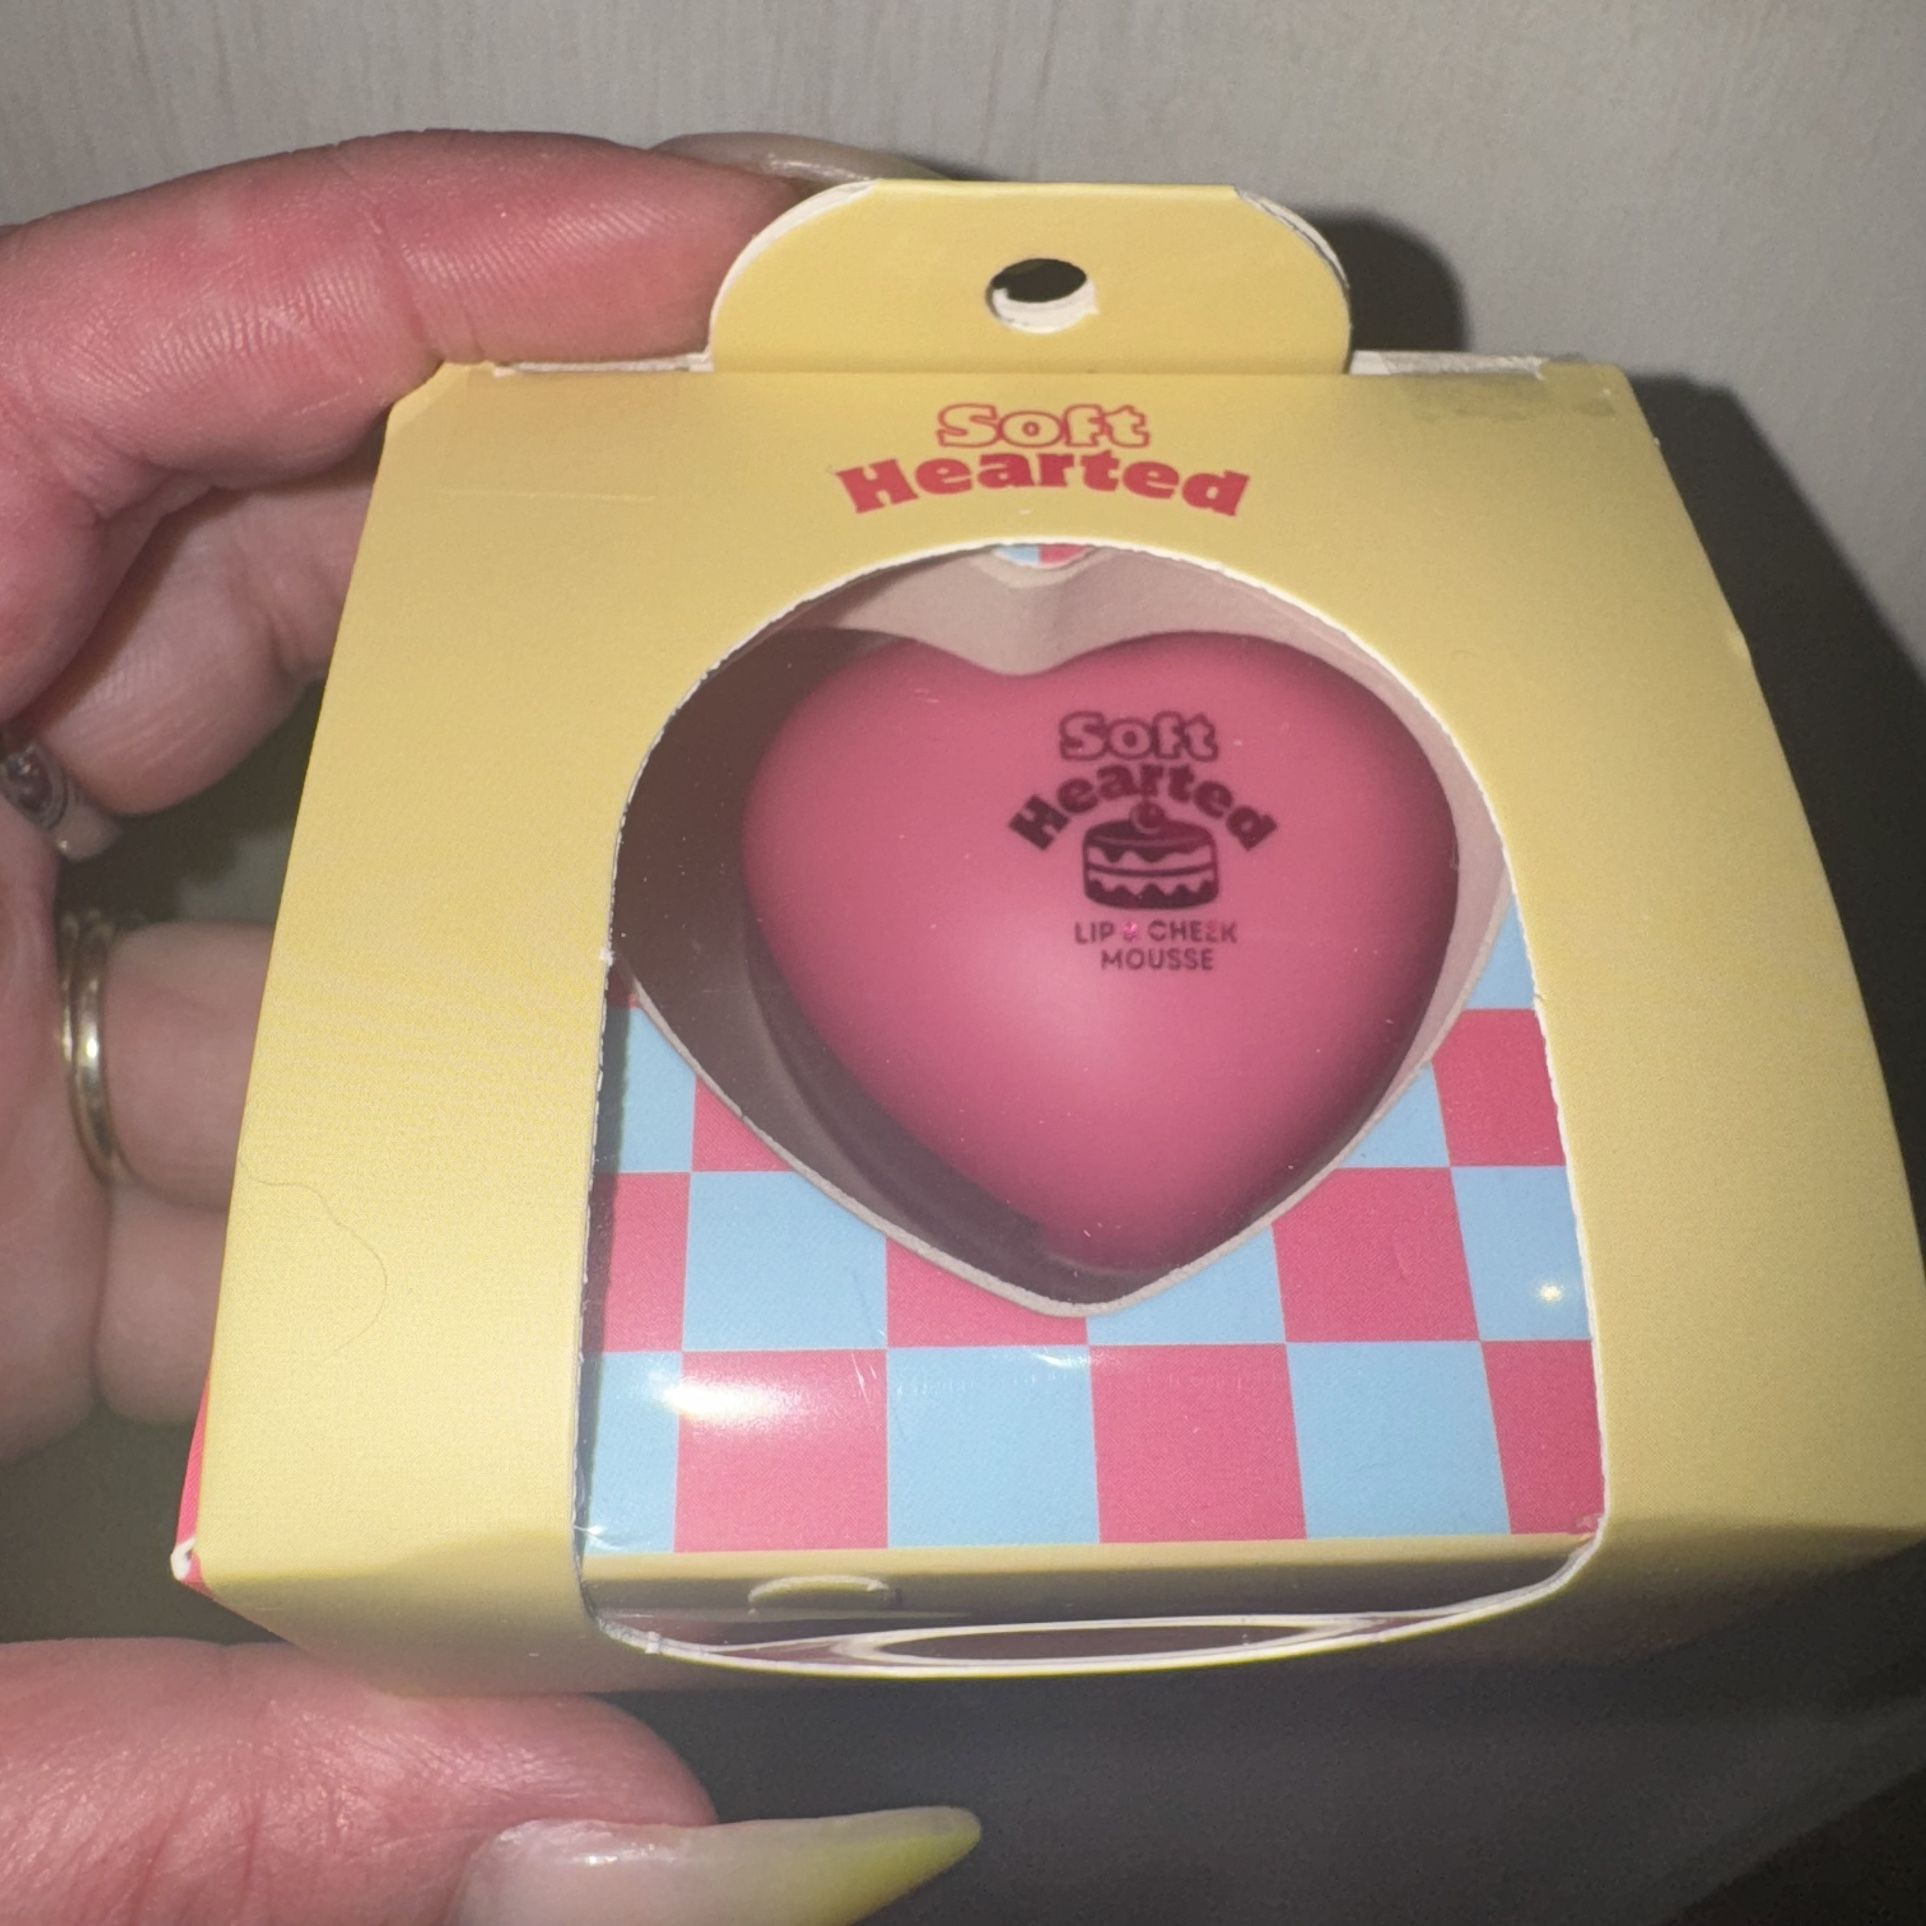 Soft
Hearted
Soft
Hearted
LIP & CHEEK
MOUSSE